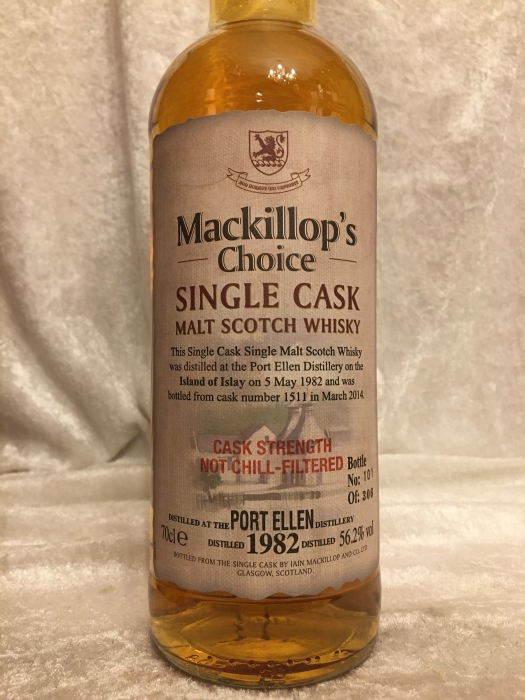 Mackillop's
Choice
SINGLE CASK
MALT SCOTCH WHISKY
This Single Cask Single Malt Scotch Whisky
was distilled at the Port Ellen Distillery on the
Island of Islay on 5 May 1982 and was
bottled from cask number 1511 in March 2014.
CASK STRENGTH
NOT CHILL-FILTERED
Bottle
No: 101
Of:
DISTILLED AT THE PORT ELLEN DISTILLERY
70cl e DISTILLED 1982 DISTILLED 56.2% vol
BOTTLED FROM THE SINGLE CASK BY IAIN MACKILLOP AND CO. LTD
GLASGOW, SCOTLAND.